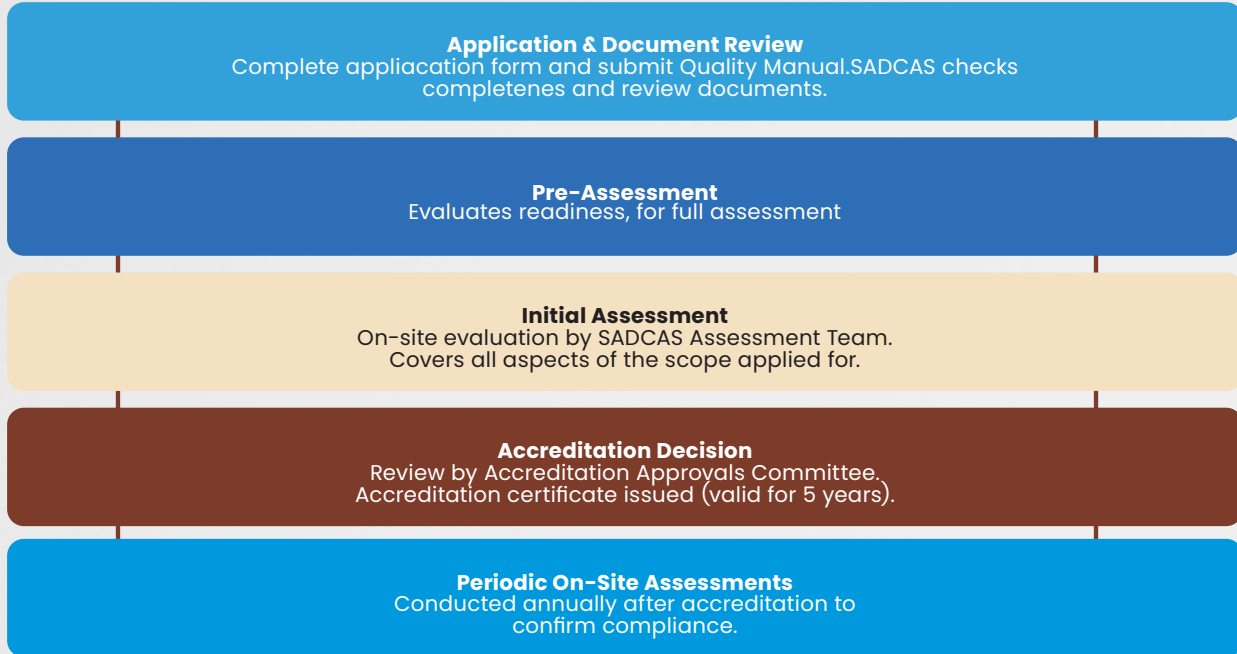 Application & Document Review
Complete appliacation form and submit Quality Manual.SADCAS checks
completenes and review documents.
Pre-Assessment
Evaluates readiness, for full assessment
Initial Assessment
On-site evaluation by SADCAS Assessment Team.
Covers all aspects of the scope applied for.
Accreditation Decision
Review by Accreditation Approvals Committee.
Accreditation certificate issued (valid for 5 years).
Periodic On-Site Assessments
Conducted annually after accreditation to
confirm compliance.